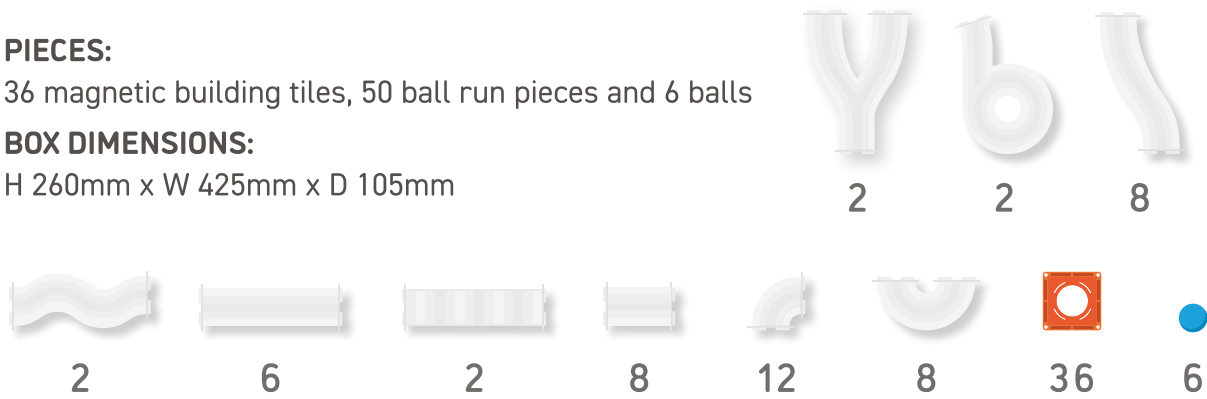 PIECES:
36 magnetic building tiles, 50 ball run pieces and 6 balls
BOX DIMENSIONS:
H 260mm x W 425mm x D 105mm
2 2 8
2 6 2 8 12 8 36 6